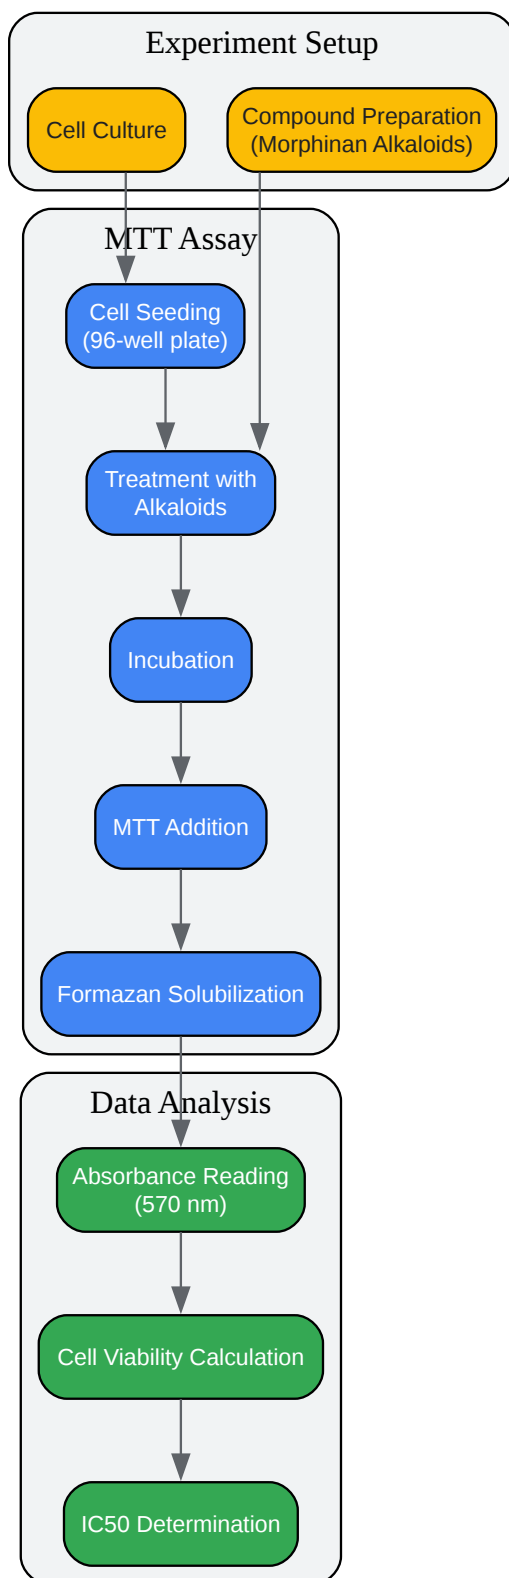 Experiment Setup
Cell Culture
Compound Preparation
(Morphinan Alkaloids)
MTT Assay
Cell Seeding
(96-well plate)
Treatment with
Alkaloids
Incubation
MTT Addition
Formazan Solubilization
Data Analysis
Absorbance Reading
(570 nm)
Cell Viability Calculation
IC50 Determination